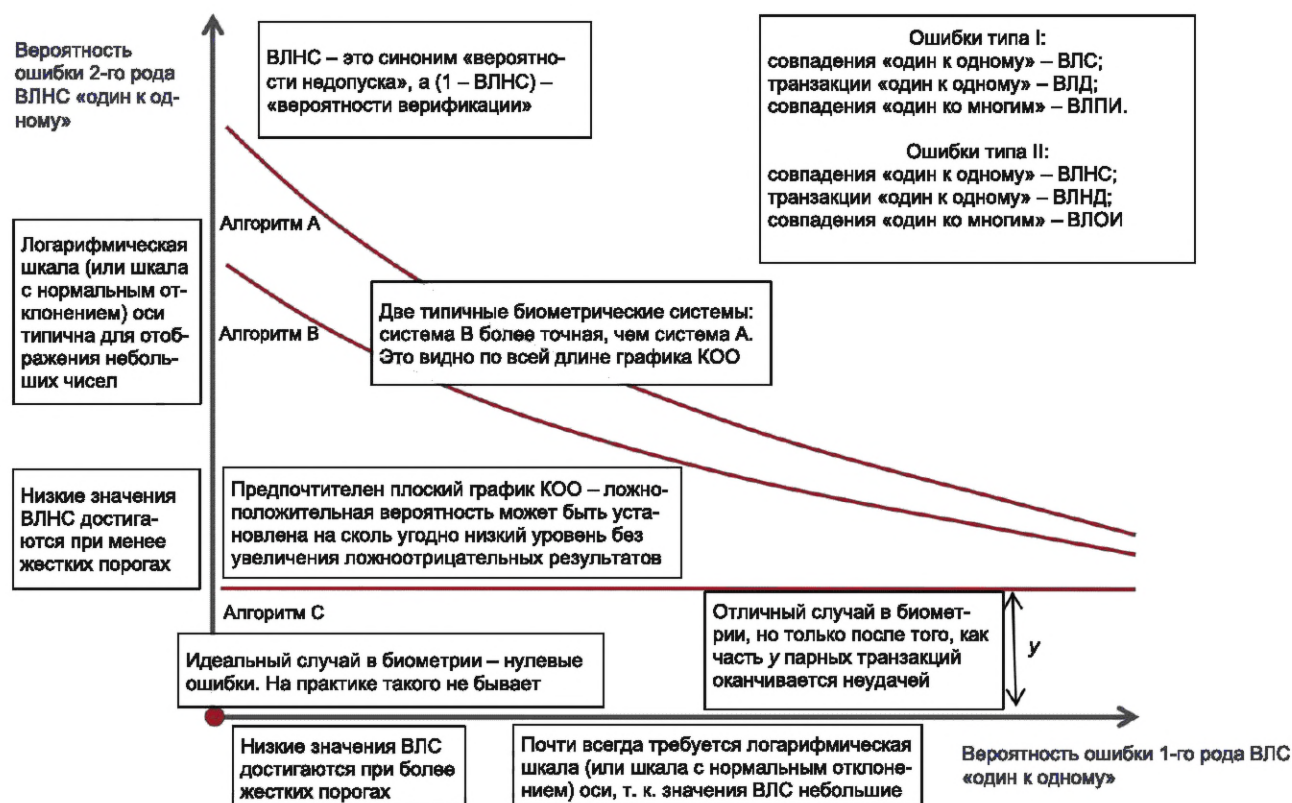 Вероятность
ошибки 2-го рода
ВЛНС «один к од-
ному»
ВЛНС – это синоним «вероятно-
сти недопуска», а (1 – ВЛНС) –
«вероятности верификации»
Ошибки типа I:
совпадения «один к одному» – ВЛС;
транзакции «один к одному» – ВЛД;
совпадения «один ко многим» – ВЛПИ.
Ошибки типа II:
совпадения «один к одному» – ВЛНС;
транзакции «один к одному» – ВЛНД;
совпадения «один ко многим» – ВЛОИ
Алгоритм А
Логарифмическая
шкала (или шкала
с нормальным от-
клонением) оси
типична для отоб-
ражения неболь-
ших чисел
Алгоритм В
Две типичные биометрические системы:
система В более точная, чем система А.
Это видно по всей длине графика КОО
Низкие значения
ВЛНС достига-
ются при менее
жестких порогах
Предпочтителен плоский график КОО – ложно-
положительная вероятность может быть уста-
новлена на сколь угодно низкий уровень без
увеличения ложноотрицательных результатов
Алгоритм С
Отличный случай в биомет-
рии, но только после того, как
часть y парных транзакций
оканчивается неудачей
y
Идеальный случай в биометрии – нулевые
ошибки. На практике такого не бывает
Низкие значения ВЛС
достигаются при более
жестких порогах
Почти всегда требуется логарифмическая
шкала (или шкала с нормальным отклоне-
нием) оси, т. к. значения ВЛС небольшие
Вероятность ошибки 1-го рода ВЛС
«один к одному»